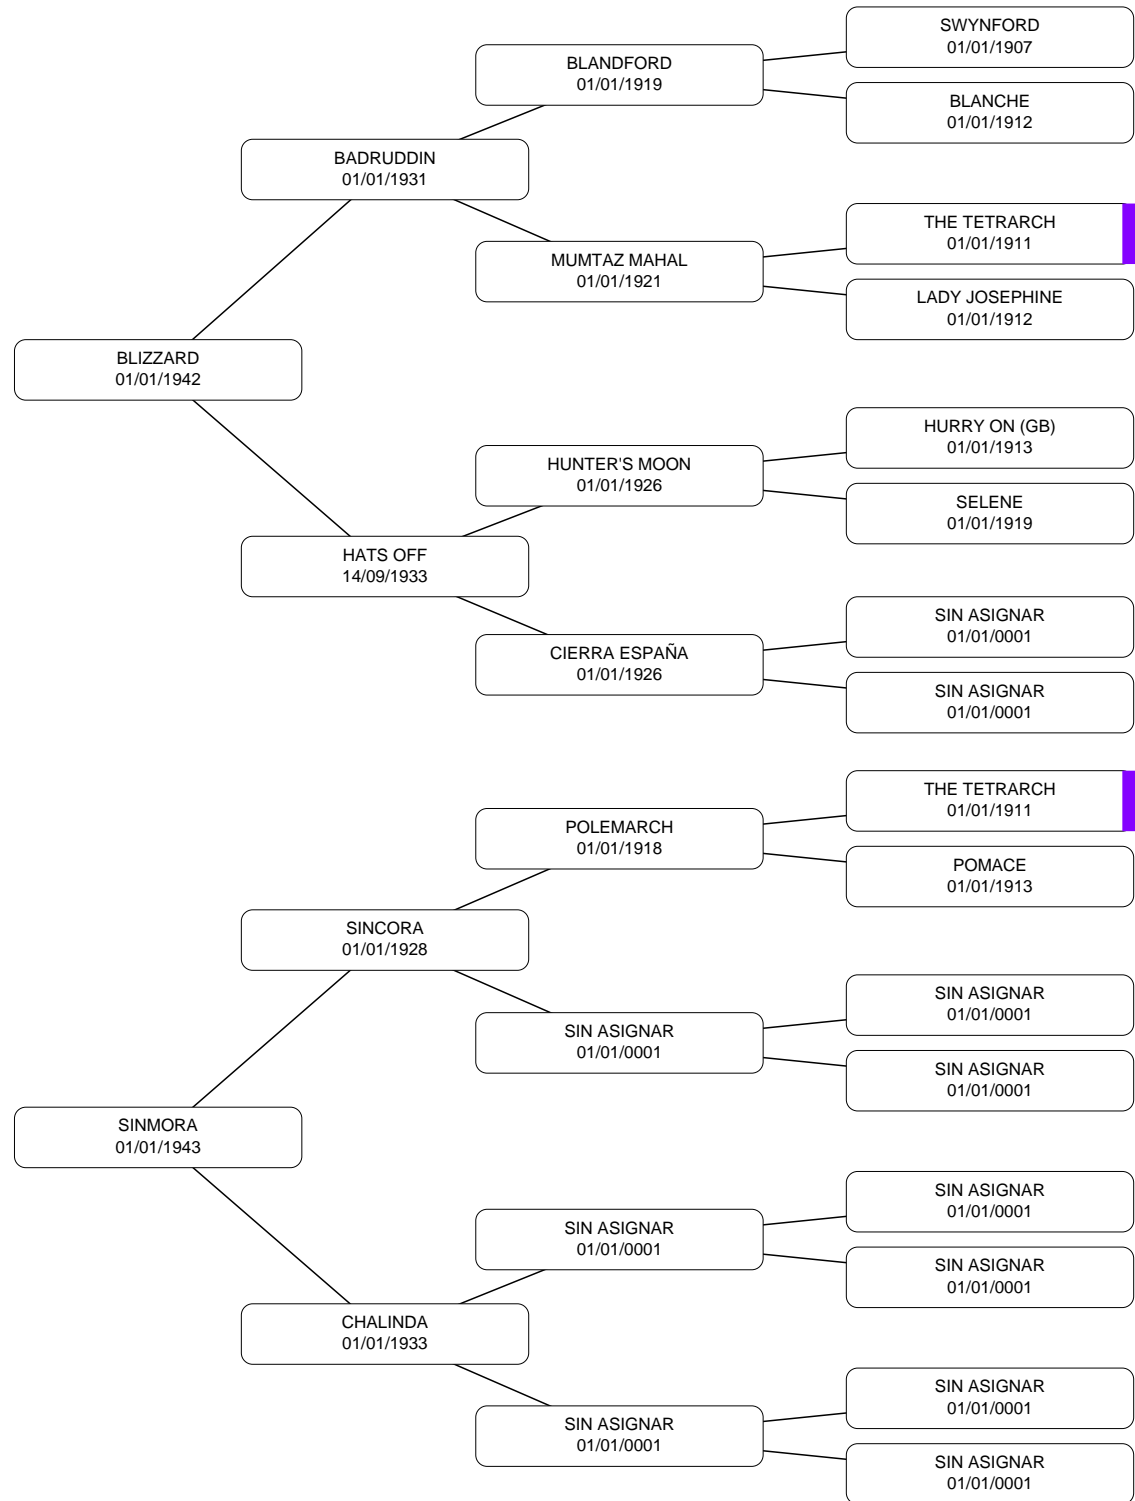 SWYNFORD
01/01/1907
BLANDFORD
01/01/1919
BLANCHE
01/01/1912
BADRUDDIN
01/01/1931
THE TETRARCH
01/01/1911
MUMTAZ MAHAL
01/01/1921
LADY JOSEPHINE
01/01/1912
BLIZZARD
01/01/1942
HURRY ON (GB)
01/01/1913
HUNTER'S MOON
01/01/1926
SELENE
01/01/1919
HATS OFF
14/09/1933
SIN ASIGNAR
01/01/0001
CIERRA ESPAÑA
01/01/1926
SIN ASIGNAR
01/01/0001
THE TETRARCH
01/01/1911
POLEMARCH
01/01/1918
POMACE
01/01/1913
SINCORA
01/01/1928
SIN ASIGNAR
01/01/0001
SIN ASIGNAR
01/01/0001
SIN ASIGNAR
01/01/0001
SINMORA
01/01/1943
SIN ASIGNAR
01/01/0001
SIN ASIGNAR
01/01/0001
SIN ASIGNAR
01/01/0001
CHALINDA
01/01/1933
SIN ASIGNAR
01/01/0001
SIN ASIGNAR
01/01/0001
SIN ASIGNAR
01/01/0001